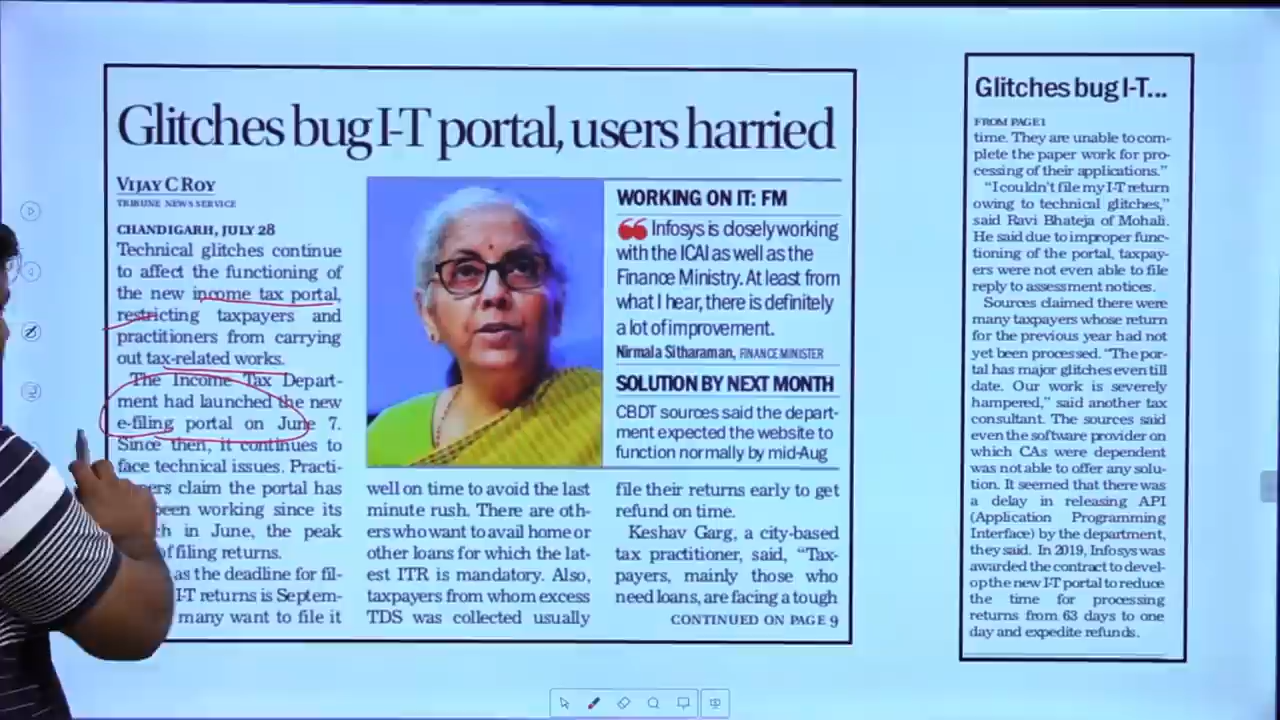 Glitches bug I-T portal, users harried
VIJAY C ROY
TRIBUNE NEWS SERVICE
CHANDIGARH, JULY 28
Technical glitches continue
to affect the functioning of
the new income tax portal,
restricting taxpayers and
practitioners from carrying
out tax-related works.
The Income Tax Depart-
ment had launched the new
e-filing portal on June 7.
Since then, it continues to
face technical issues. Practi-
ers claim the portal has
been working since its
in June, the peak
of filing returns.
as the deadline for fil-
I-T returns is Septem-
many want to file it
well on time to avoid the last
minute rush. There are oth-
ers who want to avail home or
other loans for which the lat-
est ITR is mandatory. Also,
taxpayers from whom excess
TDS was collected usually
WORKING ON IT: FM
“Infosys is closely working
with the ICAI as well as the
Finance Ministry. At least from
what I hear, there is definitely
a lot of improvement.
Nirmala Sitharaman, FINANCE MINISTER
SOLUTION BY NEXT MONTH
CBDT sources said the depart-
ment expected the website to
function normally by mid-Aug
file their returns early to get
refund on time.
Keshav Garg, a city-based
tax practitioner, said, “Tax-
payers, mainly those who
need loans, are facing a tough
CONTINUED ON PAGE 9
Glitches bug I-T...
FROM PAGE 1
time. They are unable to com-
plete the paper work for pro-
cessing of their applications.”
“I couldn’t file my I-T return
owing to technical glitches,”
said Ravi Bhateja of Mohali.
He said due to improper func-
tioning of the portal, taxpay-
ers were not even able to file
reply to assessment notices.
Sources claimed there were
many taxpayers whose return
for the previous year had not
yet been processed. “The por-
tal has major glitches even till
date. Our work is severely
hampered,” said another tax
consultant. The sources said
even the software provider on
which CAs were dependent
was not able to offer any solu-
tion. It seemed that there was
a delay in releasing API
(Application Programming
Interface) by the department,
they said. In 2019, Infosys was
awarded the contract to devel-
op the new I-T portal to reduce
the time for processing
returns from 63 days to one
day and expedite refunds.